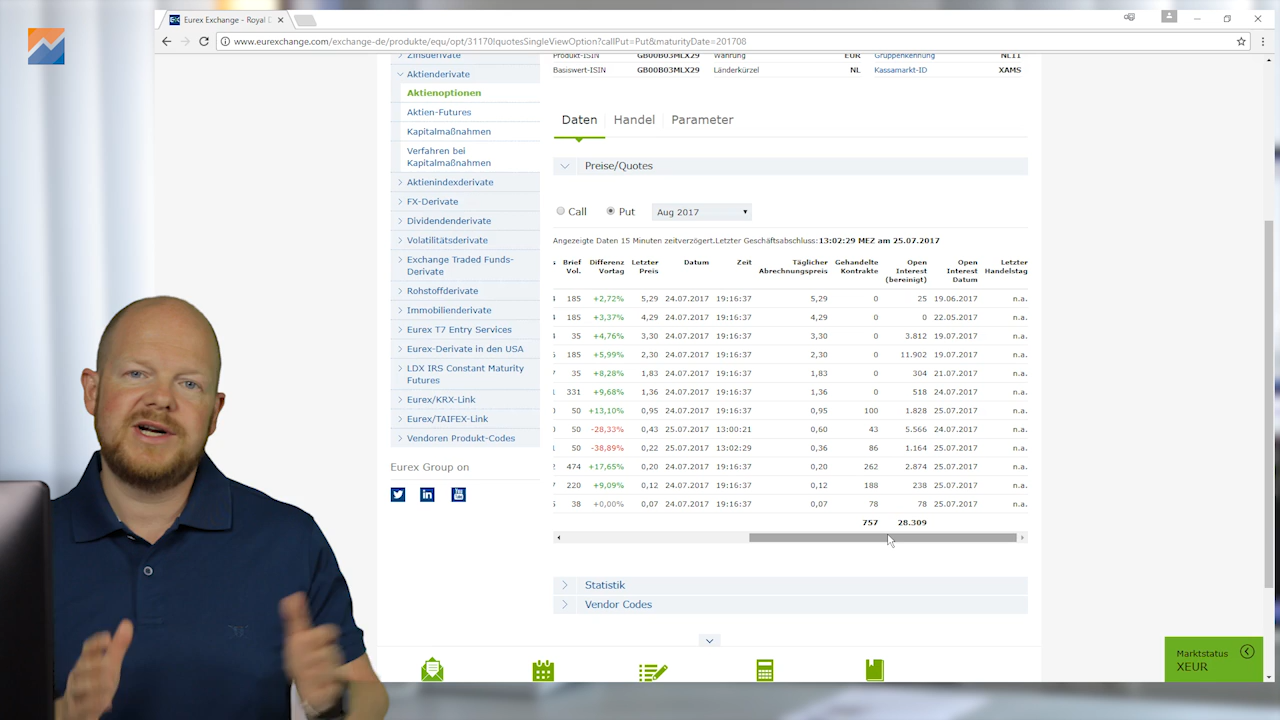 Eurex Exchange - Royal D
www.eurexchange.com/exchange-de/produkte/equ/opt/31170!quotesSingleViewOption?callPut=Put&maturityDate=201708
Zinsderivate
Aktienderivate
Aktienoptionen
Aktien-Futures
Kapitalmaßnahmen
Verfahren bei
Kapitalmaßnahmen
Aktienindexderivate
FX-Derivate
Dividendenderivate
Volatilitätsderivate
Exchange Traded Funds-
Derivate
Rohstoffderivate
Immobilienderivate
Eurex T7 Entry Services
Eurex-Derivate in den USA
LDX IRS Constant Maturity
Futures
Eurex/KRX-Link
Eurex/TAIFEX-Link
Vendoren Produkt-Codes
Eurex Group on
Produkt-ISIN GB00B03MLX29 Währung EUR Gruppenkennung NL11
Basiswert-ISIN GB00B03MLX29 Länderkürzel NL Kassamarkt-ID XAMS
Daten Handel Parameter
Preise/Quotes
Call Put Aug 2017
Angezeigte Daten 15 Minuten zeitverzögert.Letzter Geschäftsabschluss:13:02:29 MEZ am 25.07.2017
Brief Differenz Letzter Datum Zeit Täglicher Gehandelte Open Open Letzter
Vol. Vortag Preis Abrechnungspreis Kontrakte Interest Interest Handelstag
(bereinigt) Datum
4 185 +2,72% 5,29 24.07.2017 19:16:37 5,29 0 25 19.06.2017 n.a.
4 185 +3,37% 4,29 24.07.2017 19:16:37 4,29 0 0 22.05.2017 n.a.
4 35 +4,76% 3,30 24.07.2017 19:16:37 3,30 0 3.812 19.07.2017 n.a.
6 185 +5,99% 2,30 24.07.2017 19:16:37 2,30 0 11.902 19.07.2017 n.a.
7 35 +8,28% 1,83 24.07.2017 19:16:37 1,83 0 304 21.07.2017 n.a.
1 331 +9,68% 1,36 24.07.2017 19:16:37 1,36 0 518 24.07.2017 n.a.
0 50 +13,10% 0,95 24.07.2017 19:16:37 0,95 100 1.828 25.07.2017 n.a.
0 50 -28,33% 0,43 25.07.2017 13:00:21 0,60 43 5.566 24.07.2017 n.a.
0 50 -38,89% 0,22 25.07.2017 13:02:29 0,36 86 1.164 25.07.2017 n.a.
2 474 +17,65% 0,20 24.07.2017 19:16:37 0,20 262 2.874 25.07.2017 n.a.
7 220 +9,09% 0,12 24.07.2017 19:16:37 0,12 188 238 25.07.2017 n.a.
5 38 +0,00% 0,07 24.07.2017 19:16:37 0,07 78 78 25.07.2017 n.a.
757 28.309
Statistik
Vendor Codes
Marktstatus
XEUR